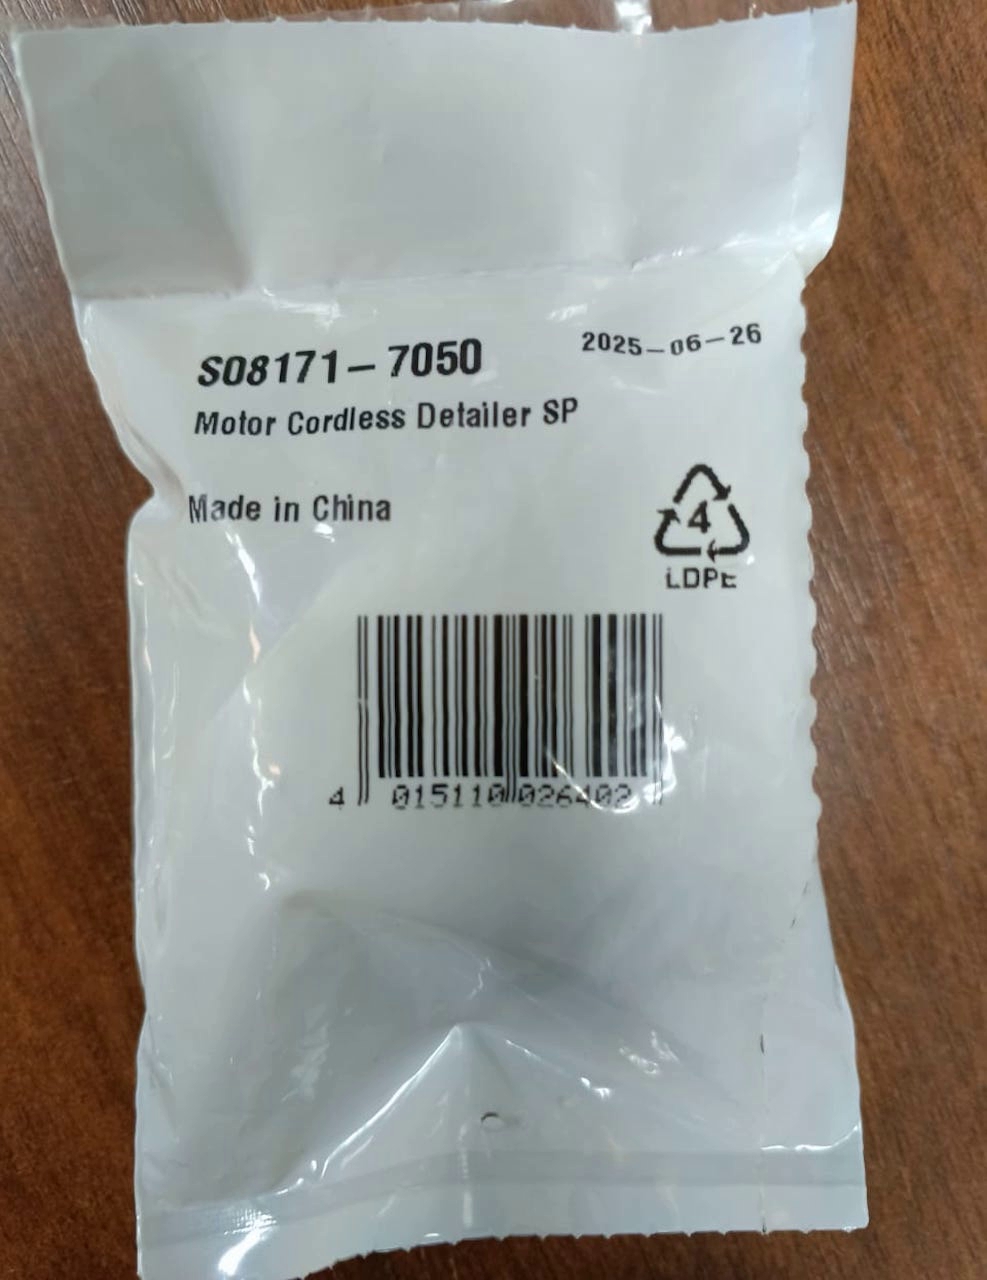 S08171-7050
2025-06-26
Motor Cordless Detailer SP
Made in China
4
LDPE
4 015110 026402